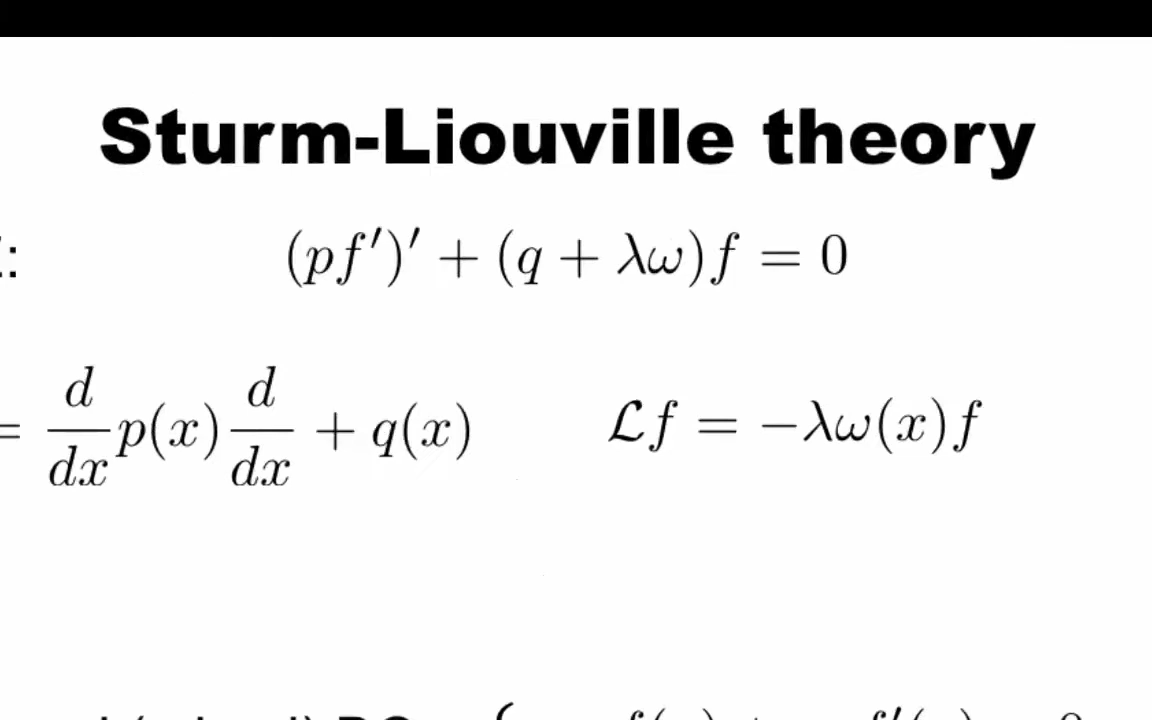 Sturm-Liouville theory
:
(pf′)′ + (q + λω)f = 0
= d/dx p(x) d/dx + q(x)
ℒf = −λω(x)f